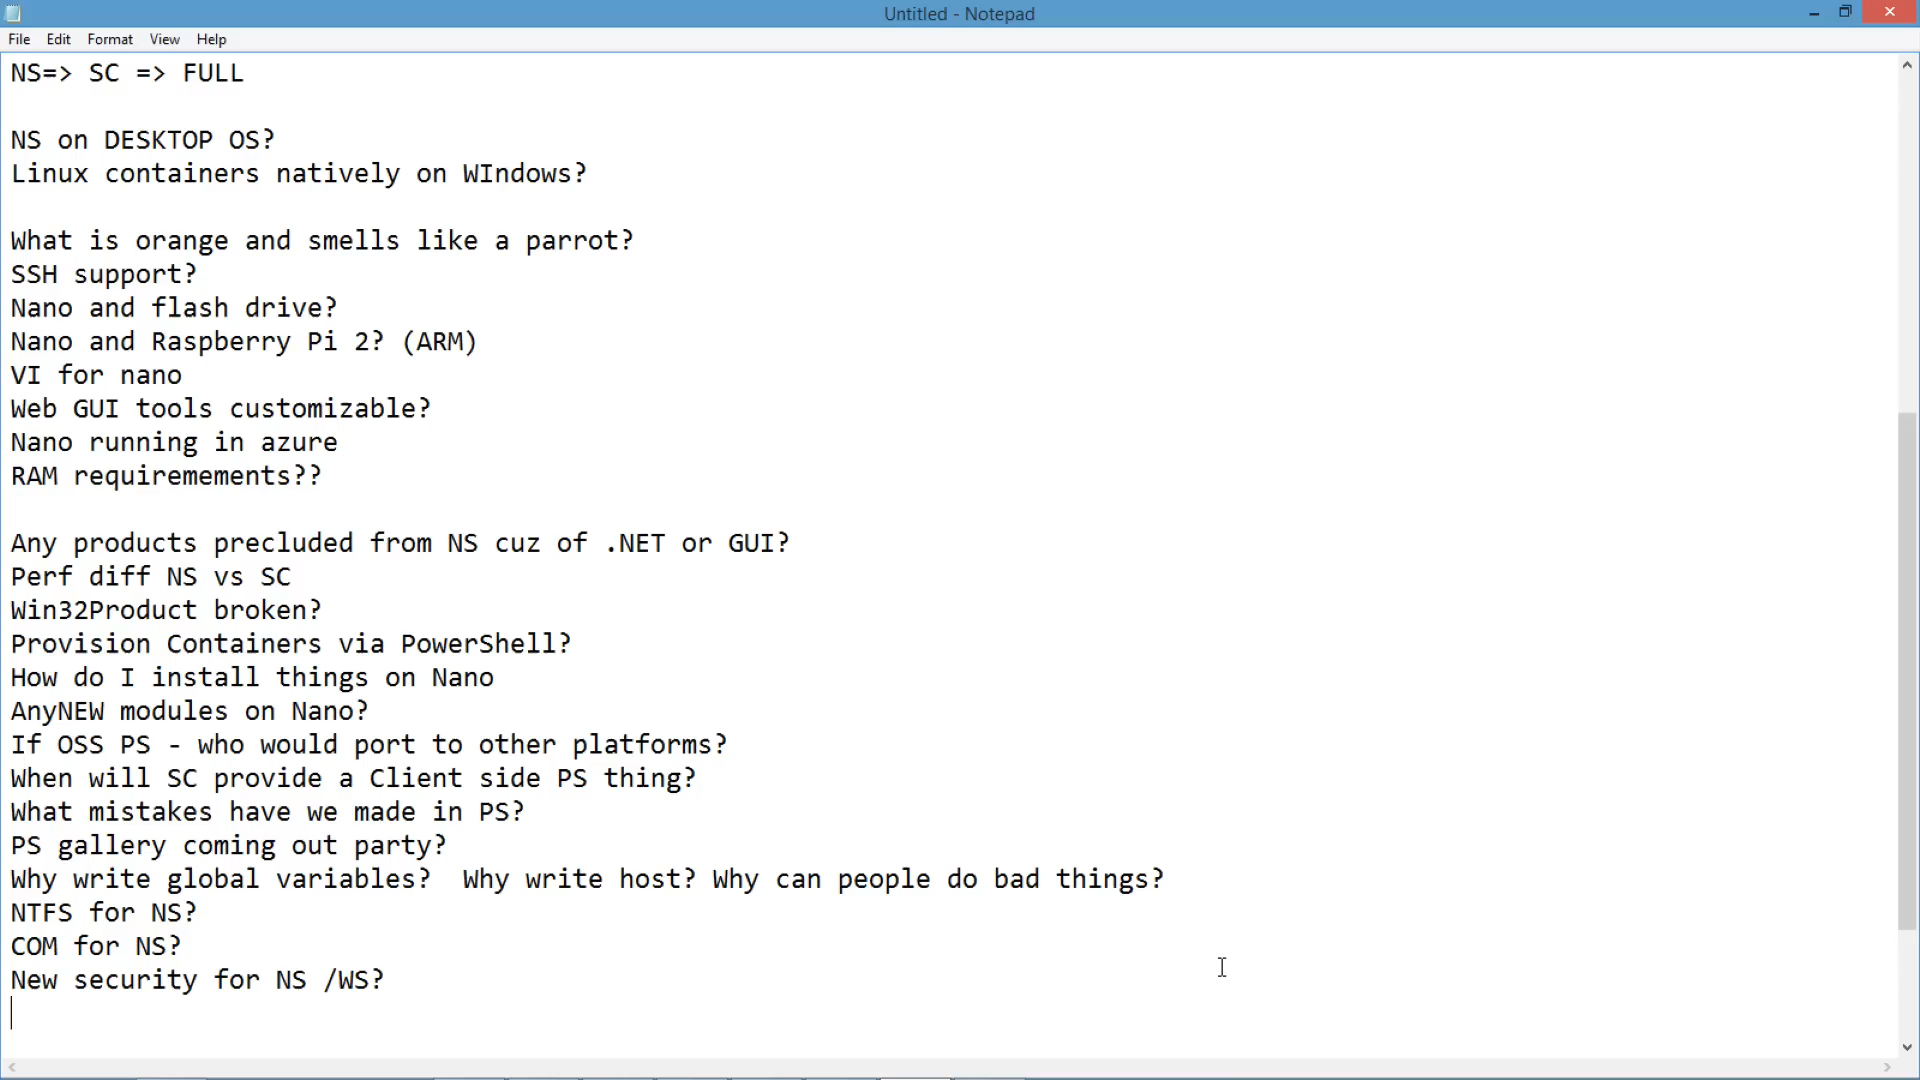 Untitled - Notepad
File Edit Format View Help
NS=> SC => FULL
NS on DESKTOP OS?
Linux containers natively on WIndows?
What is orange and smells like a parrot?
SSH support?
Nano and flash drive?
Nano and Raspberry Pi 2? (ARM)
VI for nano
Web GUI tools customizable?
Nano running in azure
RAM requiremements??
Any products precluded from NS cuz of .NET or GUI?
Perf diff NS vs SC
Win32Product broken?
Provision Containers via PowerShell?
How do I install things on Nano
AnyNEW modules on Nano?
If OSS PS - who would port to other platforms?
When will SC provide a Client side PS thing?
What mistakes have we made in PS?
PS gallery coming out party?
Why write global variables?  Why write host? Why can people do bad things?
NTFS for NS?
COM for NS?
New security for NS /WS?